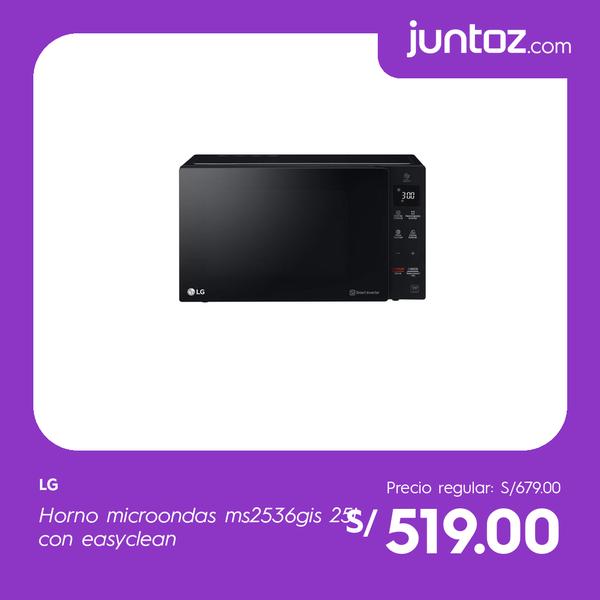 juntoz.com
3:00
LG
Smart Inverter
LG
Precio regular: S/679.00
Horno microondas ms2536gis 25l
con easyclean
S/ 519.00